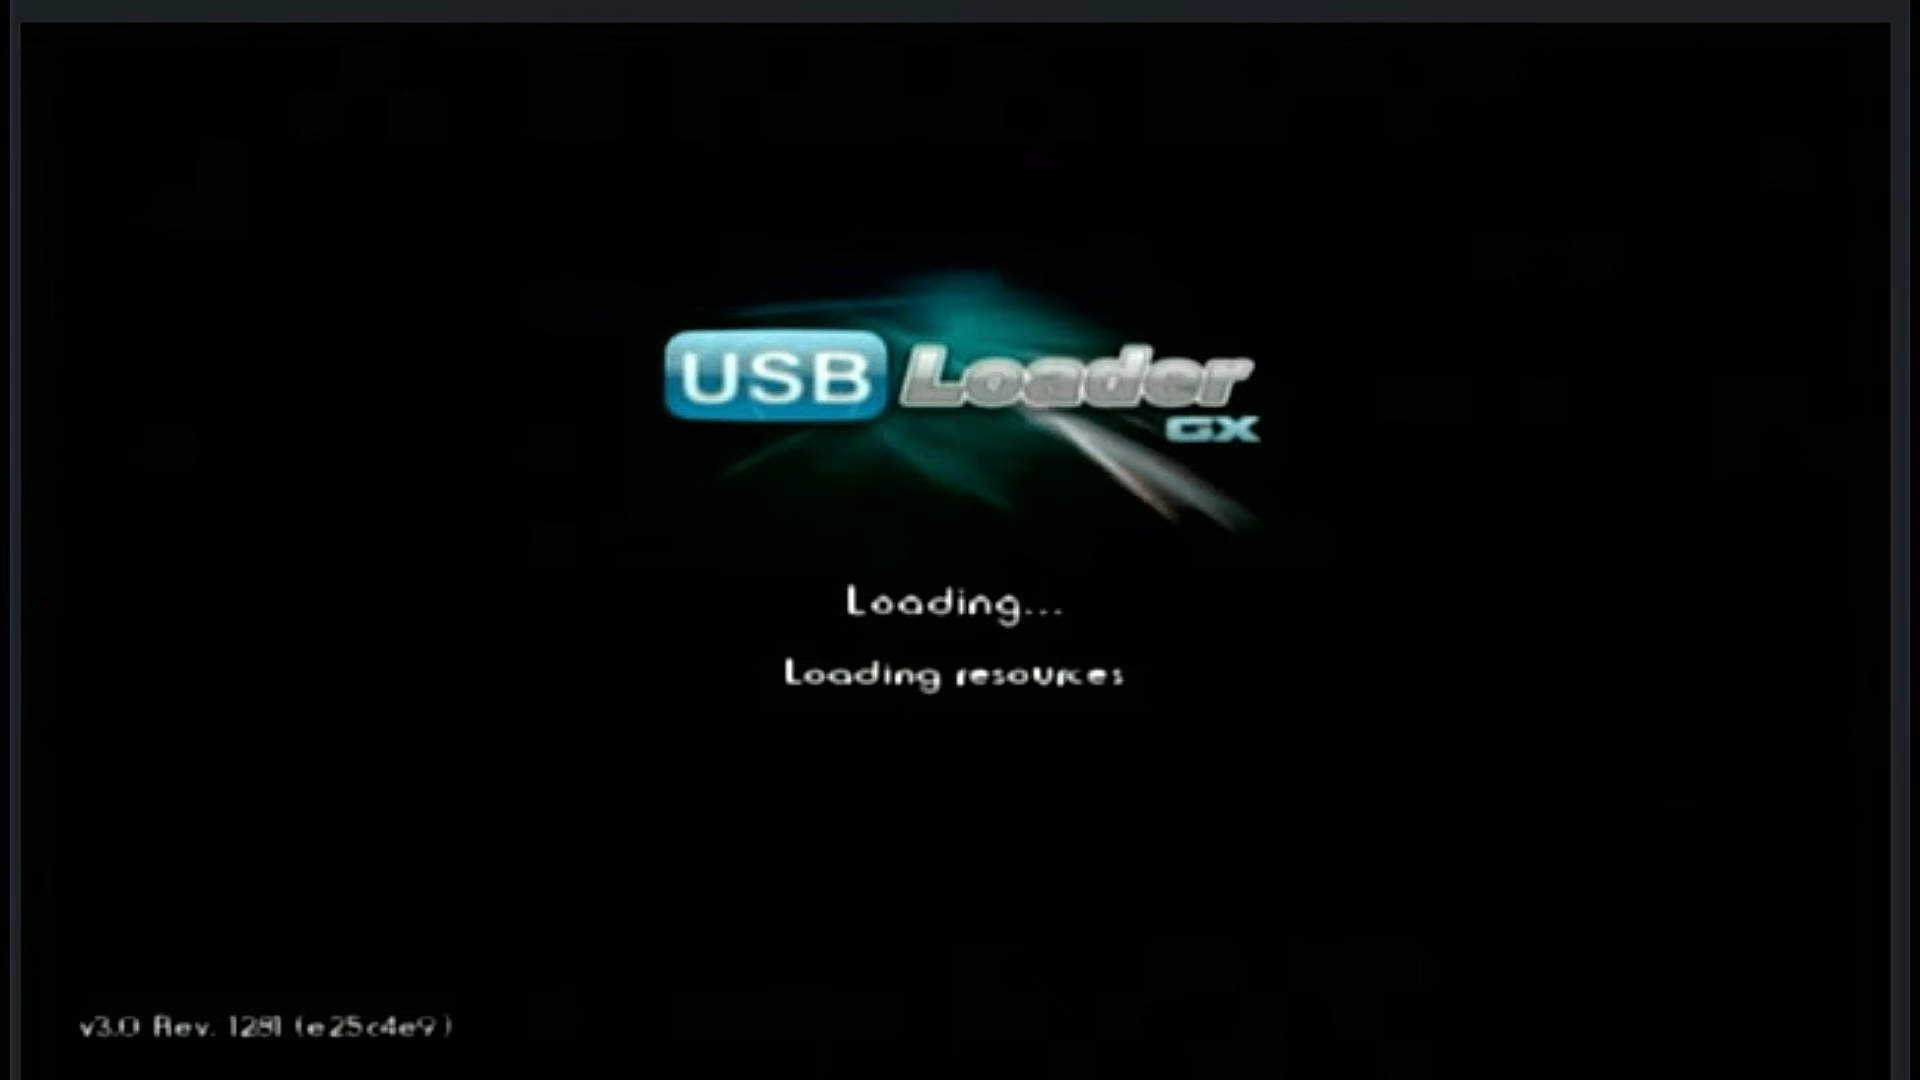 USB Loader
GX
Loading...
Loading resources
v3.0 Rev. 1281 (e25c4e9)